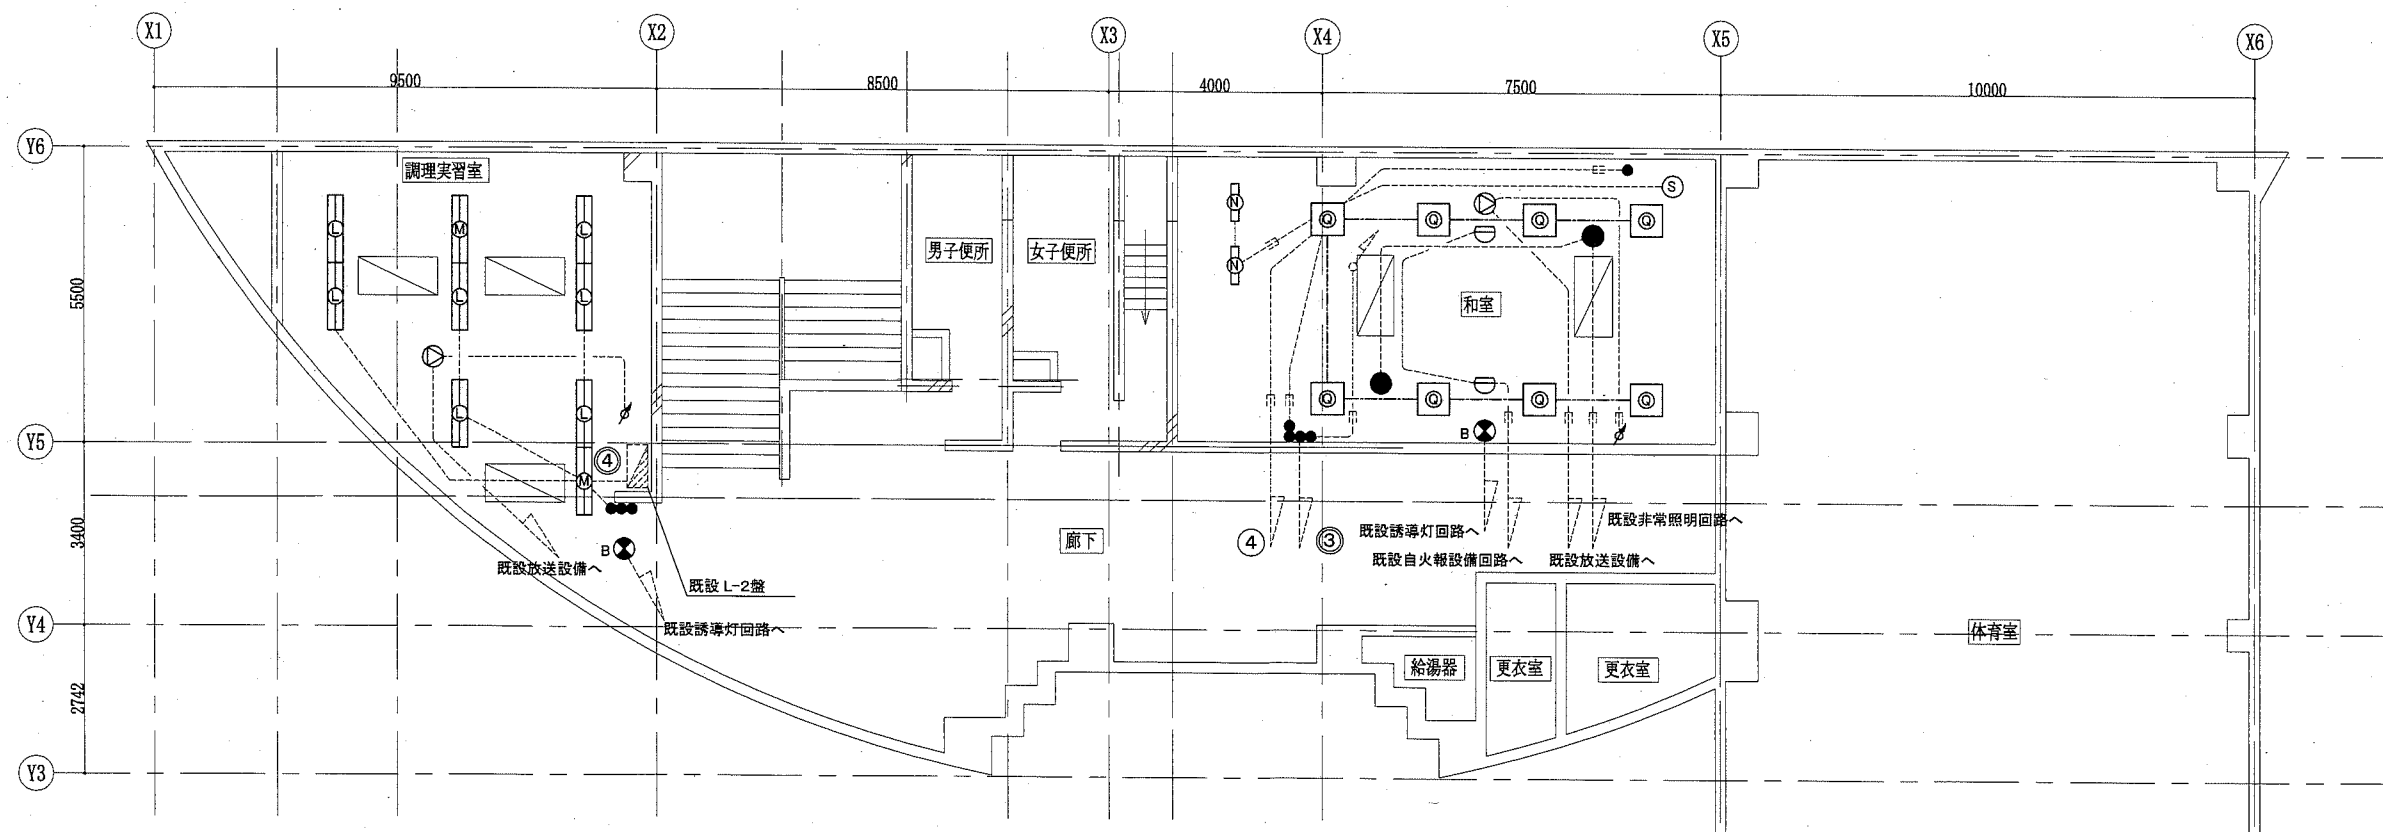 X1
X2
X3
X4
X5
X6
9500
8500
4000
7500
10000
Y6
調理実習室
S
N
Q
Q
Q
Q
L
M
L
男子便所
女子便所
N
5500
L
L
L
和室
L
L
Q
Q
Q
Q
Y5
B
④
M
3400
B
既設放送設備へ
既設L-2盤
既設誘導灯回路へ
廊下
④
③
既設誘導灯回路へ
既設非常照明回路へ
既設自火報設備回路へ
既設放送設備へ
Y4
体育室
2742
給湯器
更衣室
更衣室
Y3